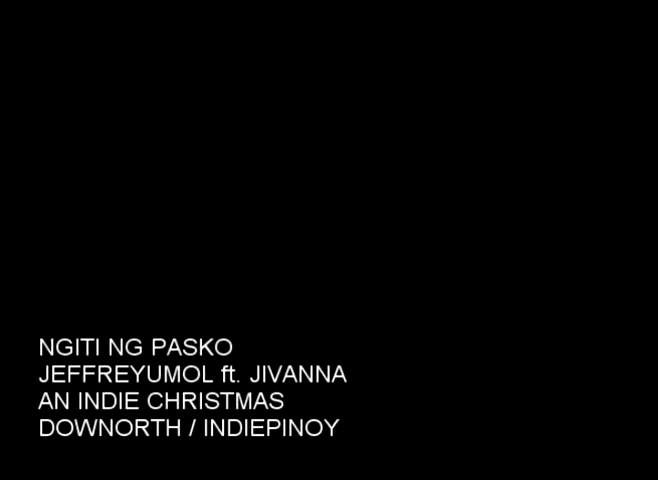 NGITI NG PASKO
JEFFREYUMOL ft. JIVANNA
AN INDIE CHRISTMAS
DOWNORTH / INDIEPINOY